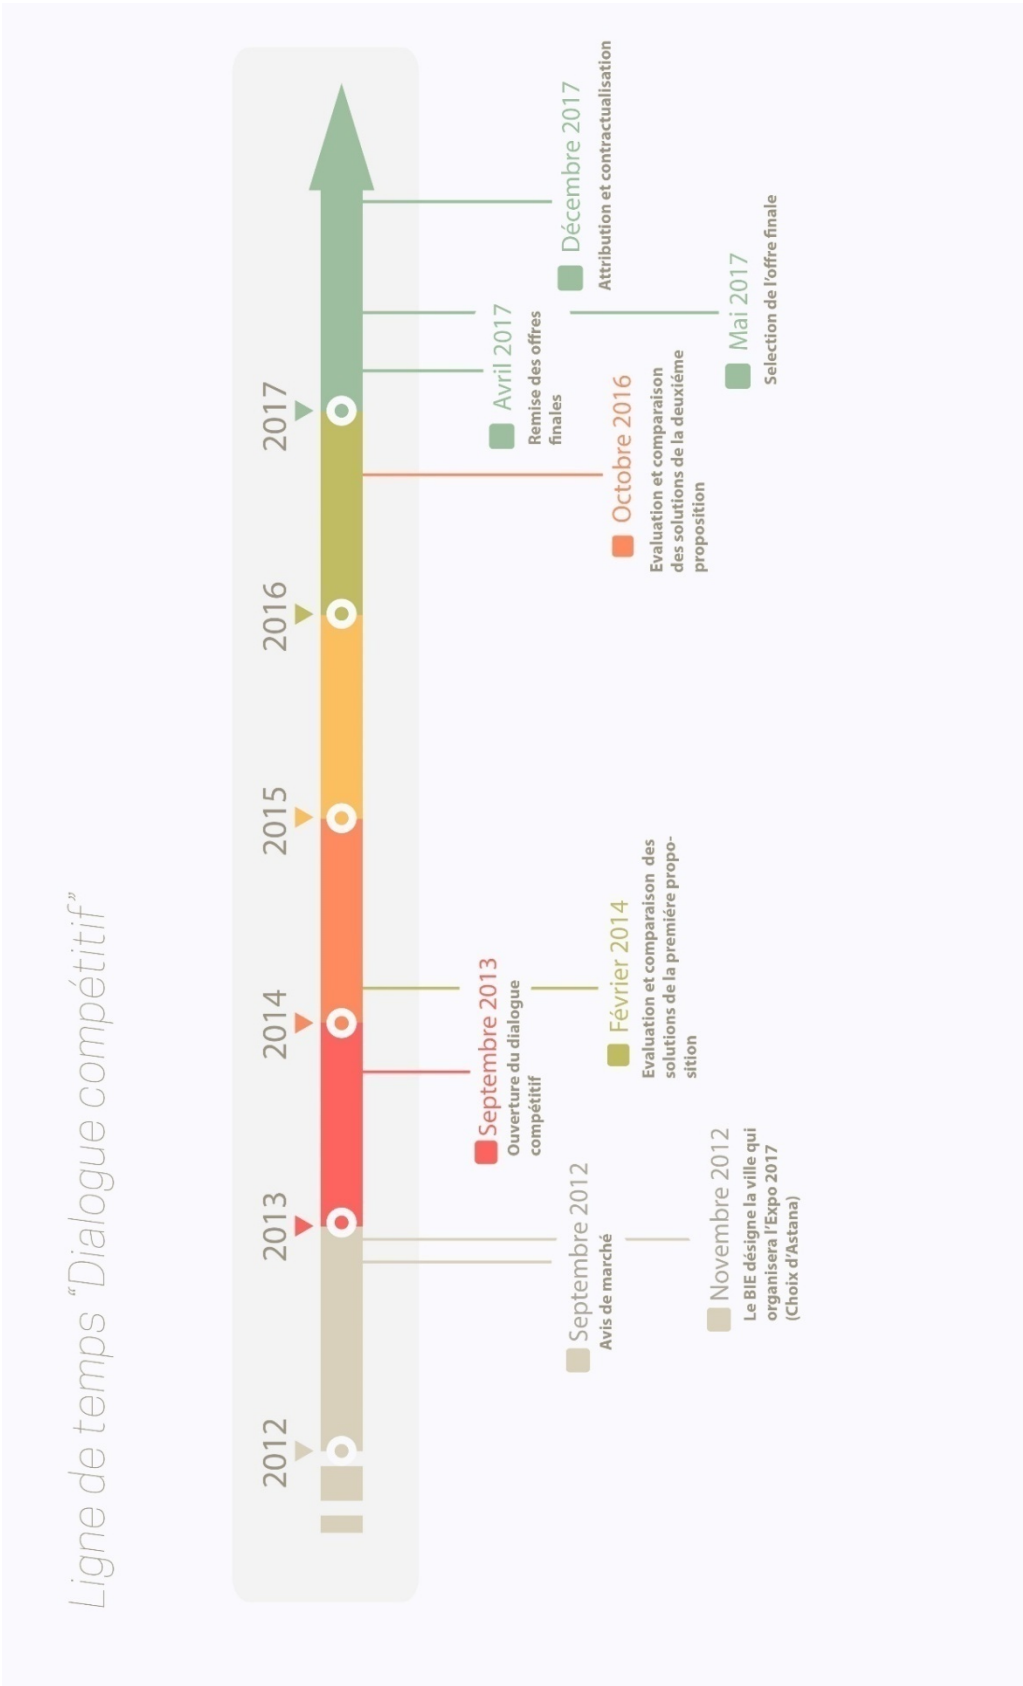 Ligne de temps “Dialogue compétitif”
2012
2013
2014
2015
2016
2017
Septembre 2012
Avis de marché
Novembre 2012
Le BIE désigne la ville qui
organisera l’Expo 2017
(Choix d’Astana)
Septembre 2013
Ouverture du dialogue
compétitif
Février 2014
Evaluation et comparaison des
solutions de la premiére propo-
sition
Octobre 2016
Evaluation et comparaison
des solutions de la deuxiéme
proposition
Avril 2017
Remise des offres
finales
Mai 2017
Selection de l’offre finale
Décembre 2017
Attribution et contractualisation